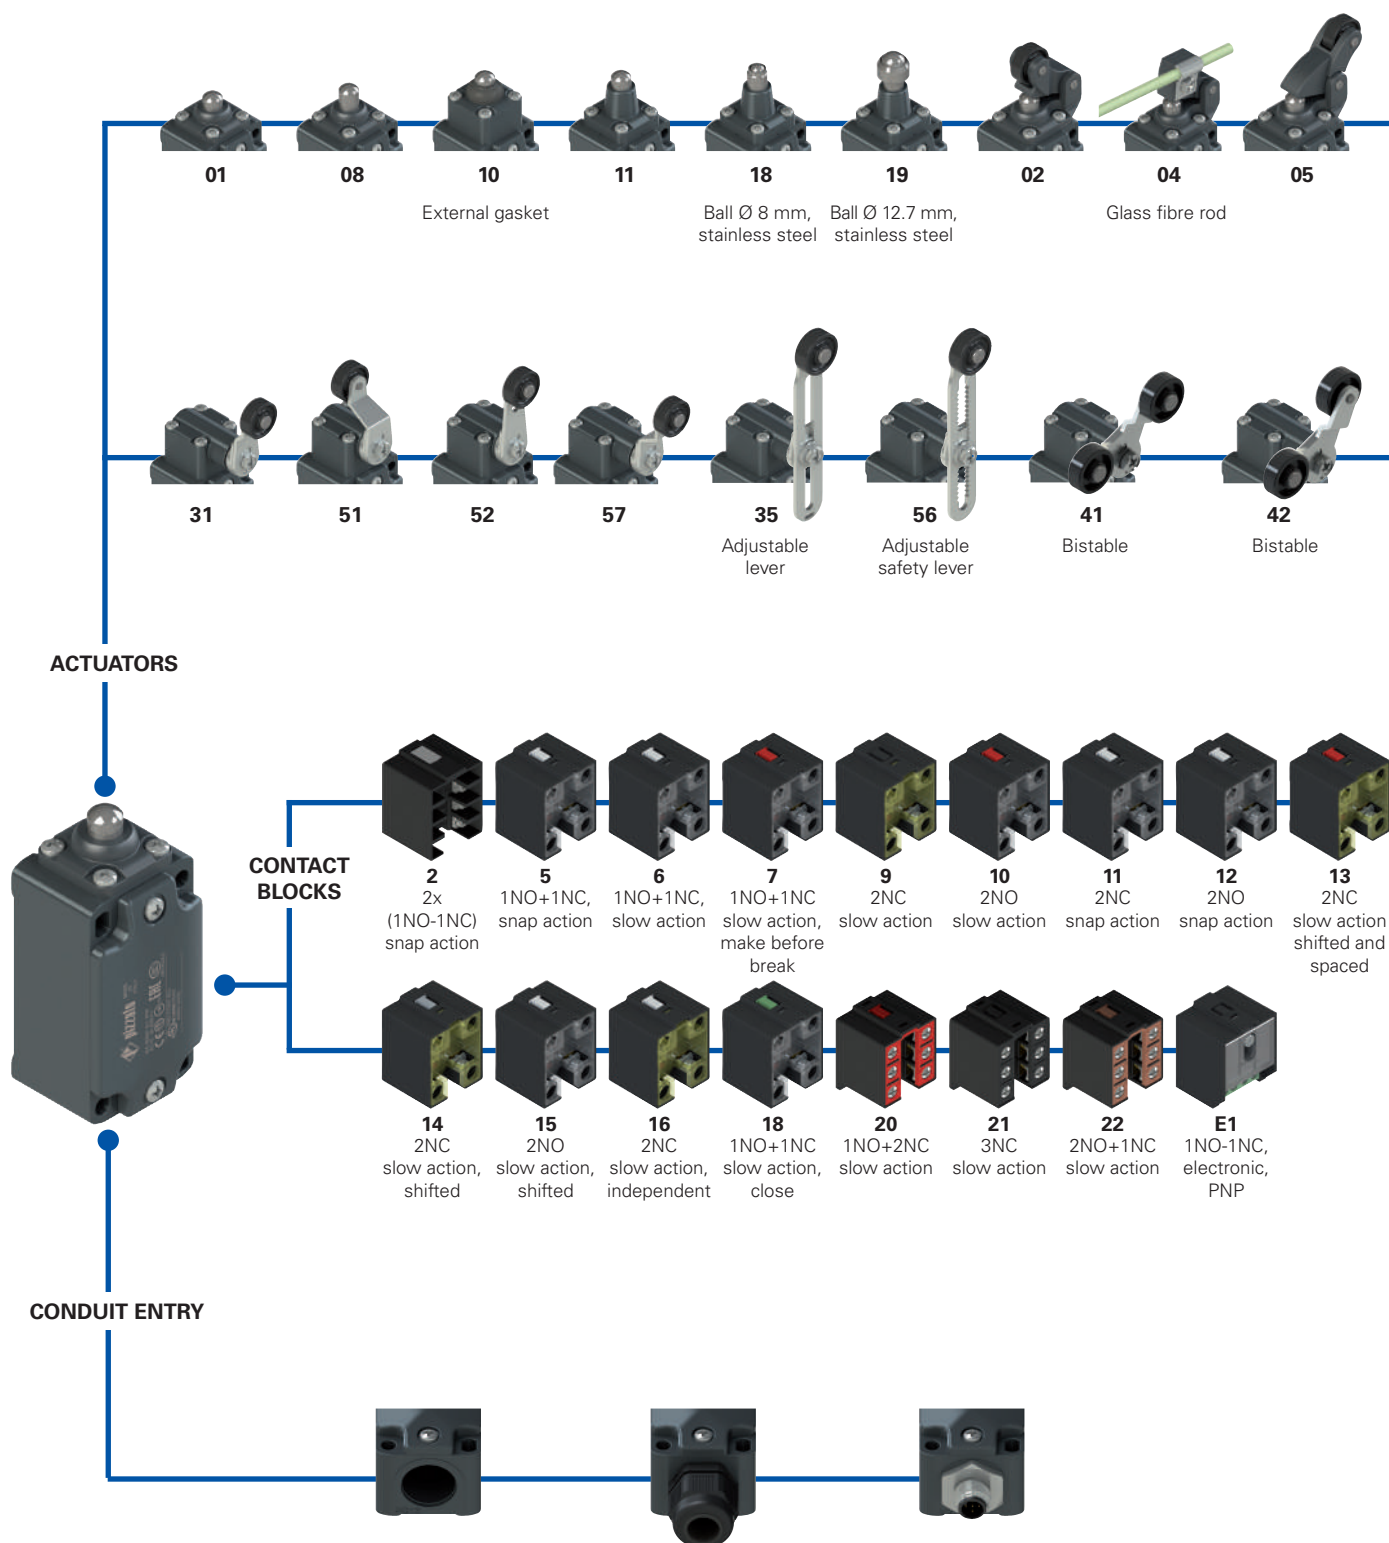 01 08 10 11 18 19 02 04 05
External gasket Ball Ø 8 mm, Ball Ø 12.7 mm, Glass fibre rod
stainless steel stainless steel
31 51 52 57 35 56 41 42
Adjustable Adjustable Bistable Bistable
lever safety lever
ACTUATORS
CONTACT
BLOCKS
2 5 6 7 9 10 11 12 13
2x 1NO+1NC, 1NO+1NC, 1NO+1NC 2NC 2NO 2NC 2NO 2NC
(1NO-1NC) snap action slow action slow action, slow action slow action snap action snap action slow action
snap action make before shifted and
break spaced
14 15 16 18 20 21 22 E1
2NC 2NO 2NC 1NO+1NC 1NO+2NC 3NC 2NO+1NC 1NO-1NC,
slow action, slow action, slow action, slow action, slow action slow action slow action electronic,
shifted shifted independent close PNP
pizzato
CONDUIT ENTRY